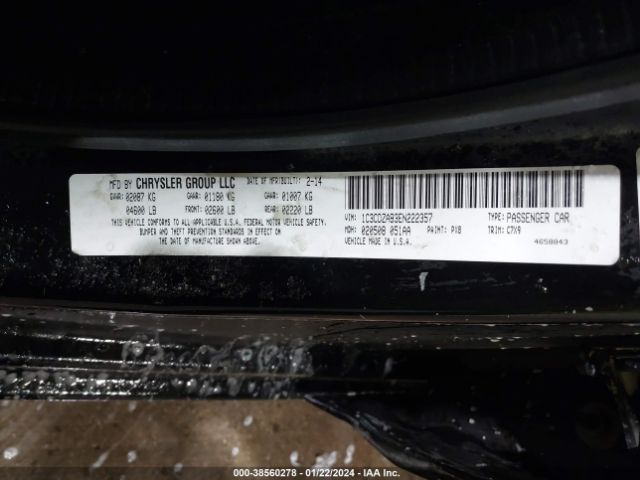 MFD BY CHRYSLER GROUP LLC DATE OF MFR(BUILT): 2-14
GVWR: 02087 KG GAWR: 01180 KG GAWR: 01007 KG
04600 LB FRONT: 02600 LB REAR: 02220 LB
THIS VEHICLE CONFORMS TO ALL APPLICABLE U.S.A. FEDERAL MOTOR VEHICLE SAFETY,
BUMPER AND THEFT PREVENTION STANDARDS IN EFFECT ON
THE DATE OF MANUFACTURE SHOWN ABOVE.
VIN: 1C3CDZAB3EN222357 TYPE: PASSENGER CAR
MDH: 020508 051AA PAINT: PX8 TRIM: C7X9
VEHICLE MADE IN U.S.A. 4658843
000-38560278 - 01/22/2024 - IAA Inc.